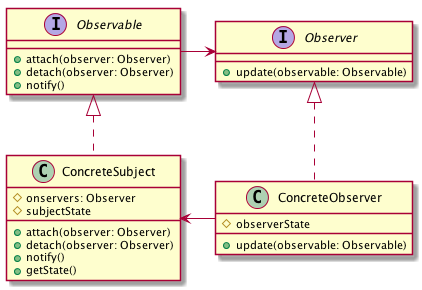 I Observable
attach(observer: Observer)
detach(observer: Observer)
notify()
I Observer
update(observable: Observable)
C ConcreteSubject
onservers: Observer
subjectState
attach(observer: Observer)
detach(observer: Observer)
notify()
getState()
C ConcreteObserver
observerState
update(observable: Observable)